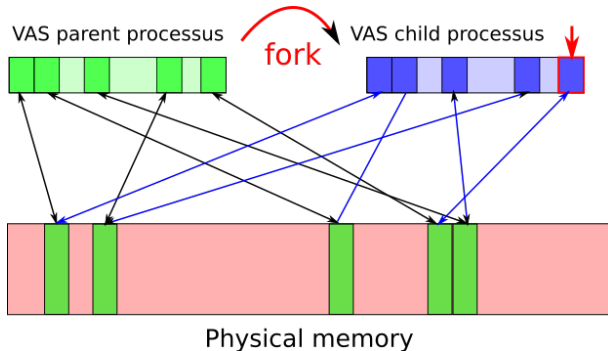 VAS parent processus
VAS child processus
fork
Physical memory